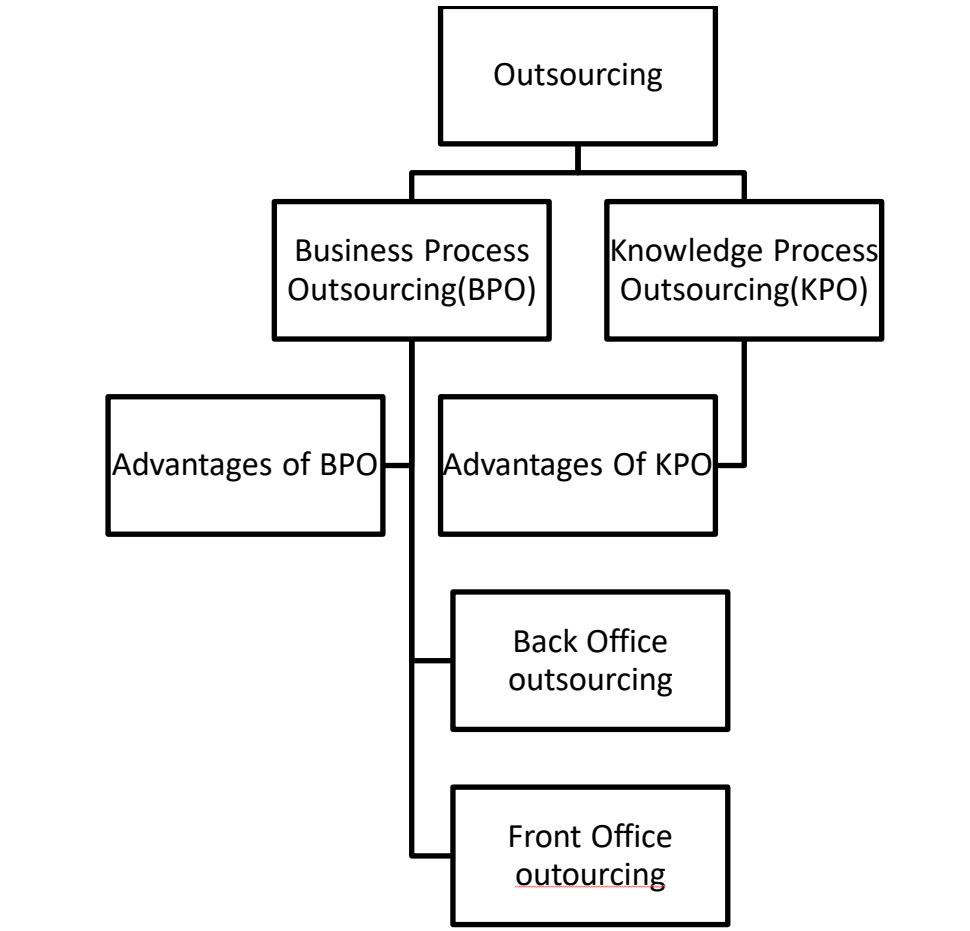 Outsourcing
Business Process
Outsourcing(BPO)
Knowledge Process
Outsourcing(KPO)
Advantages of BPO
Advantages Of KPO
Back Office
outsourcing
Front Office
outourcing